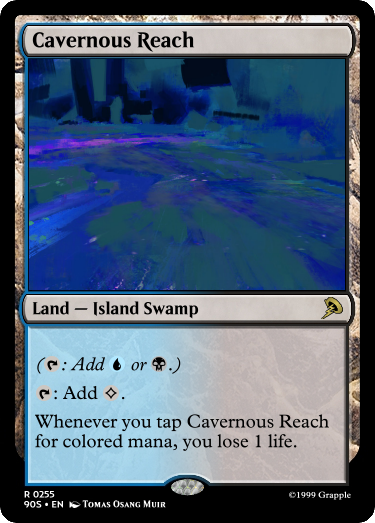 Cavernous Reach
Land — Island Swamp
(: Add or .)
: Add .
Whenever you tap Cavernous Reach
for colored mana, you lose 1 life.
R 0255
90S • EN Tomas Osang Muir
©1999 Grapple